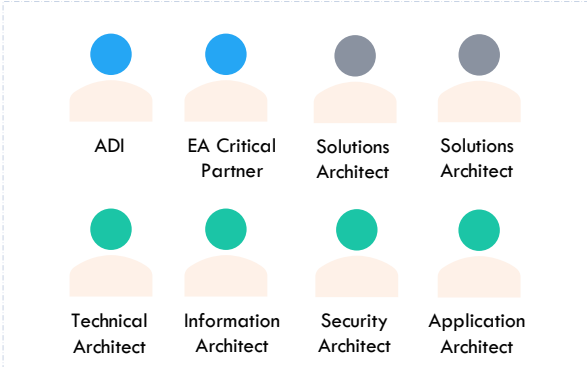 ADI
EA Critical
Partner
Solutions
Architect
Solutions
Architect
Technical
Architect
Information
Architect
Security
Architect
Application
Architect